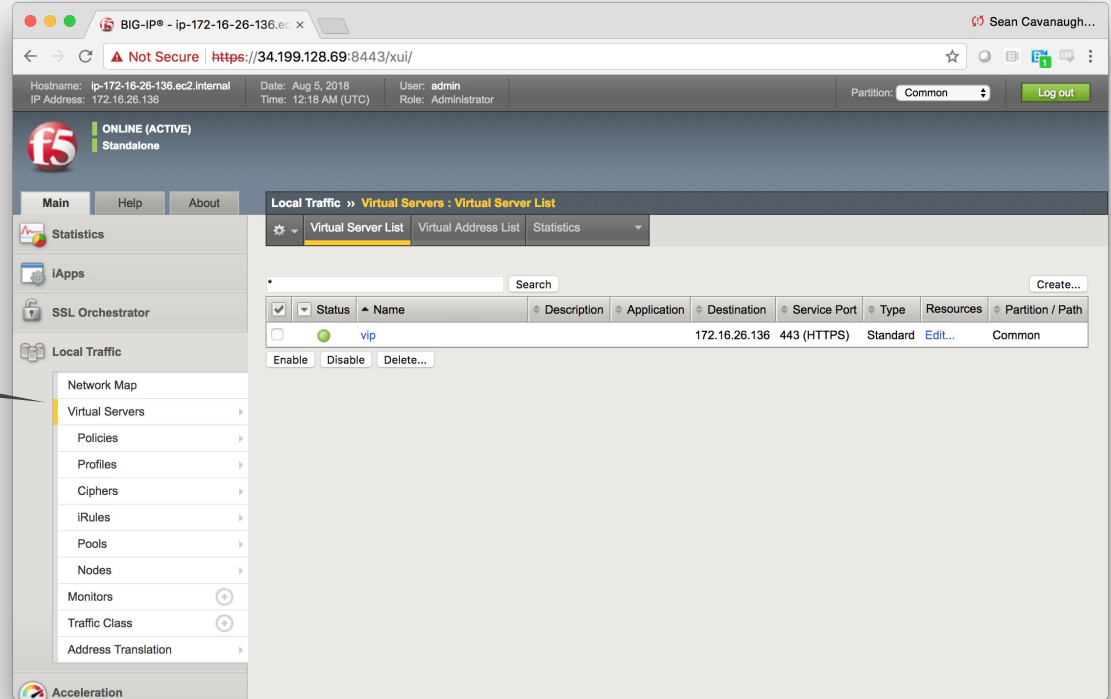 BIG-IP® - ip-172-16-26-136.ec
Sean Cavanaugh...
Not Secure https://34.199.128.69:8443/xui/
1
Hostname: ip-172-16-26-136.ec2.internal Date: Aug 5, 2018 User: admin
IP Address: 172.16.26.136 Time: 12:18 AM (UTC) Role: Administrator
Partition: Common Log out
f5
ONLINE (ACTIVE)
Standalone
Main Help About
Local Traffic ›› Virtual Servers : Virtual Server List
Virtual Server List Virtual Address List Statistics
Statistics
iApps
SSL Orchestrator
Local Traffic
Network Map
Virtual Servers
Policies
Profiles
Ciphers
iRules
Pools
Nodes
Monitors
Traffic Class
Address Translation
Acceleration
* Search Create...
Status Name Description Application Destination Service Port Type Resources Partition / Path
vip 172.16.26.136 443 (HTTPS) Standard Edit... Common
Enable Disable Delete...